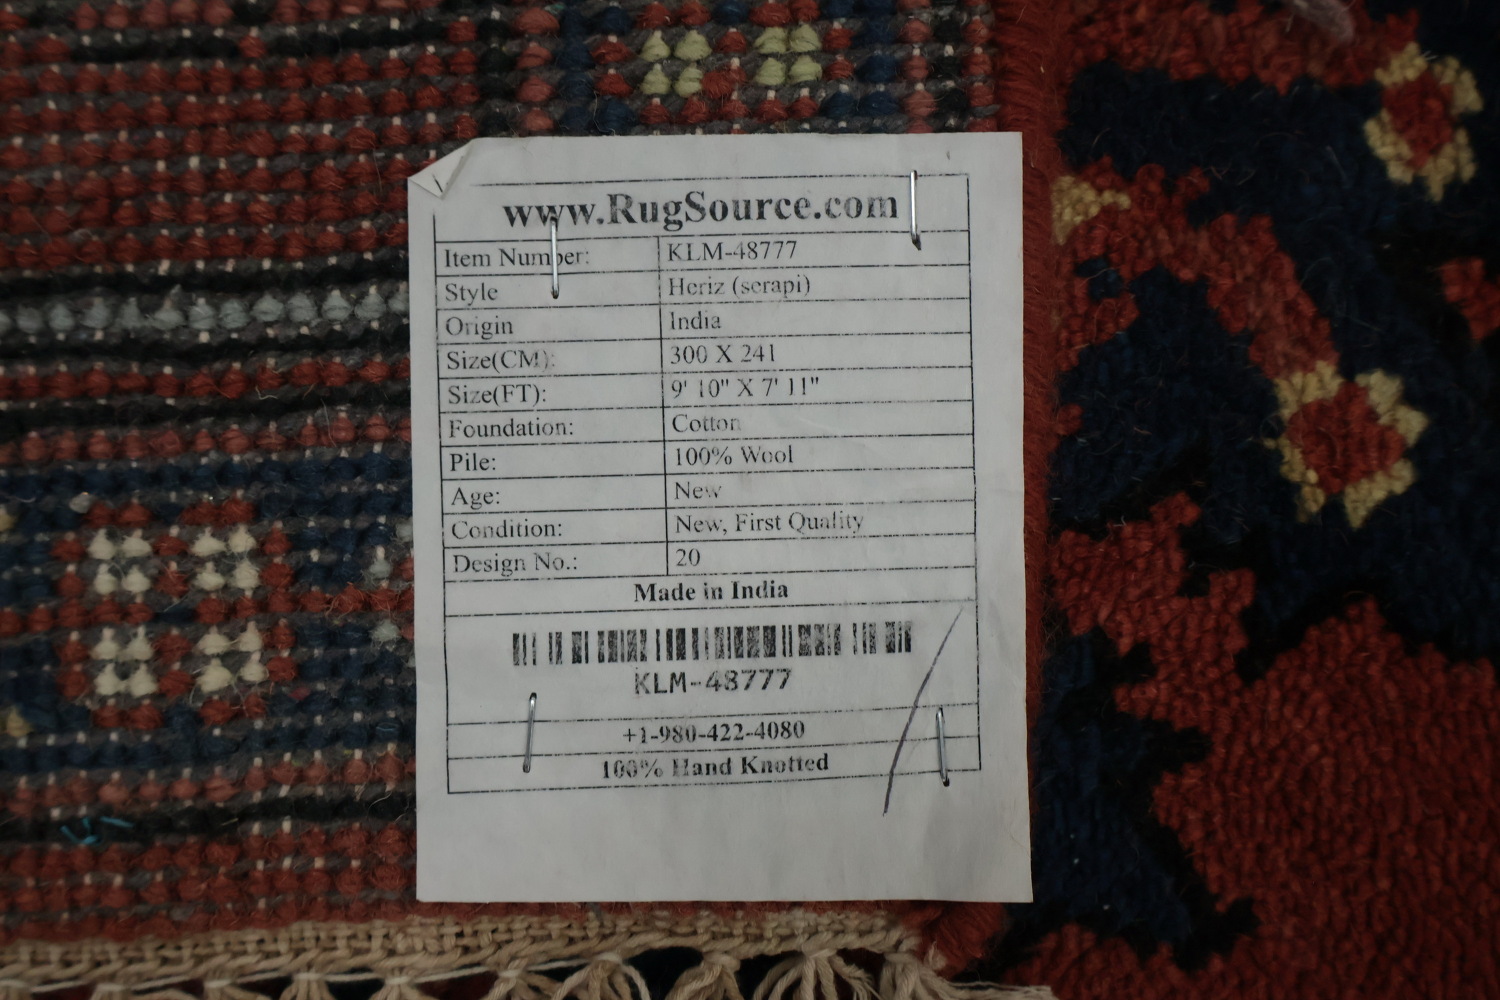 www.RugSource.com
Item Number: KLM-48777
Style Heriz (serapi)
Origin India
Size(CM): 300 X 241
Size(FT): 9' 10" X 7' 11"
Foundation: Cotton
Pile: 100% Wool
Age: New
Condition: New, First Quality
Design No.: 20
Made in India
KLM-48777
+1-980-422-4080
100% Hand Knotted